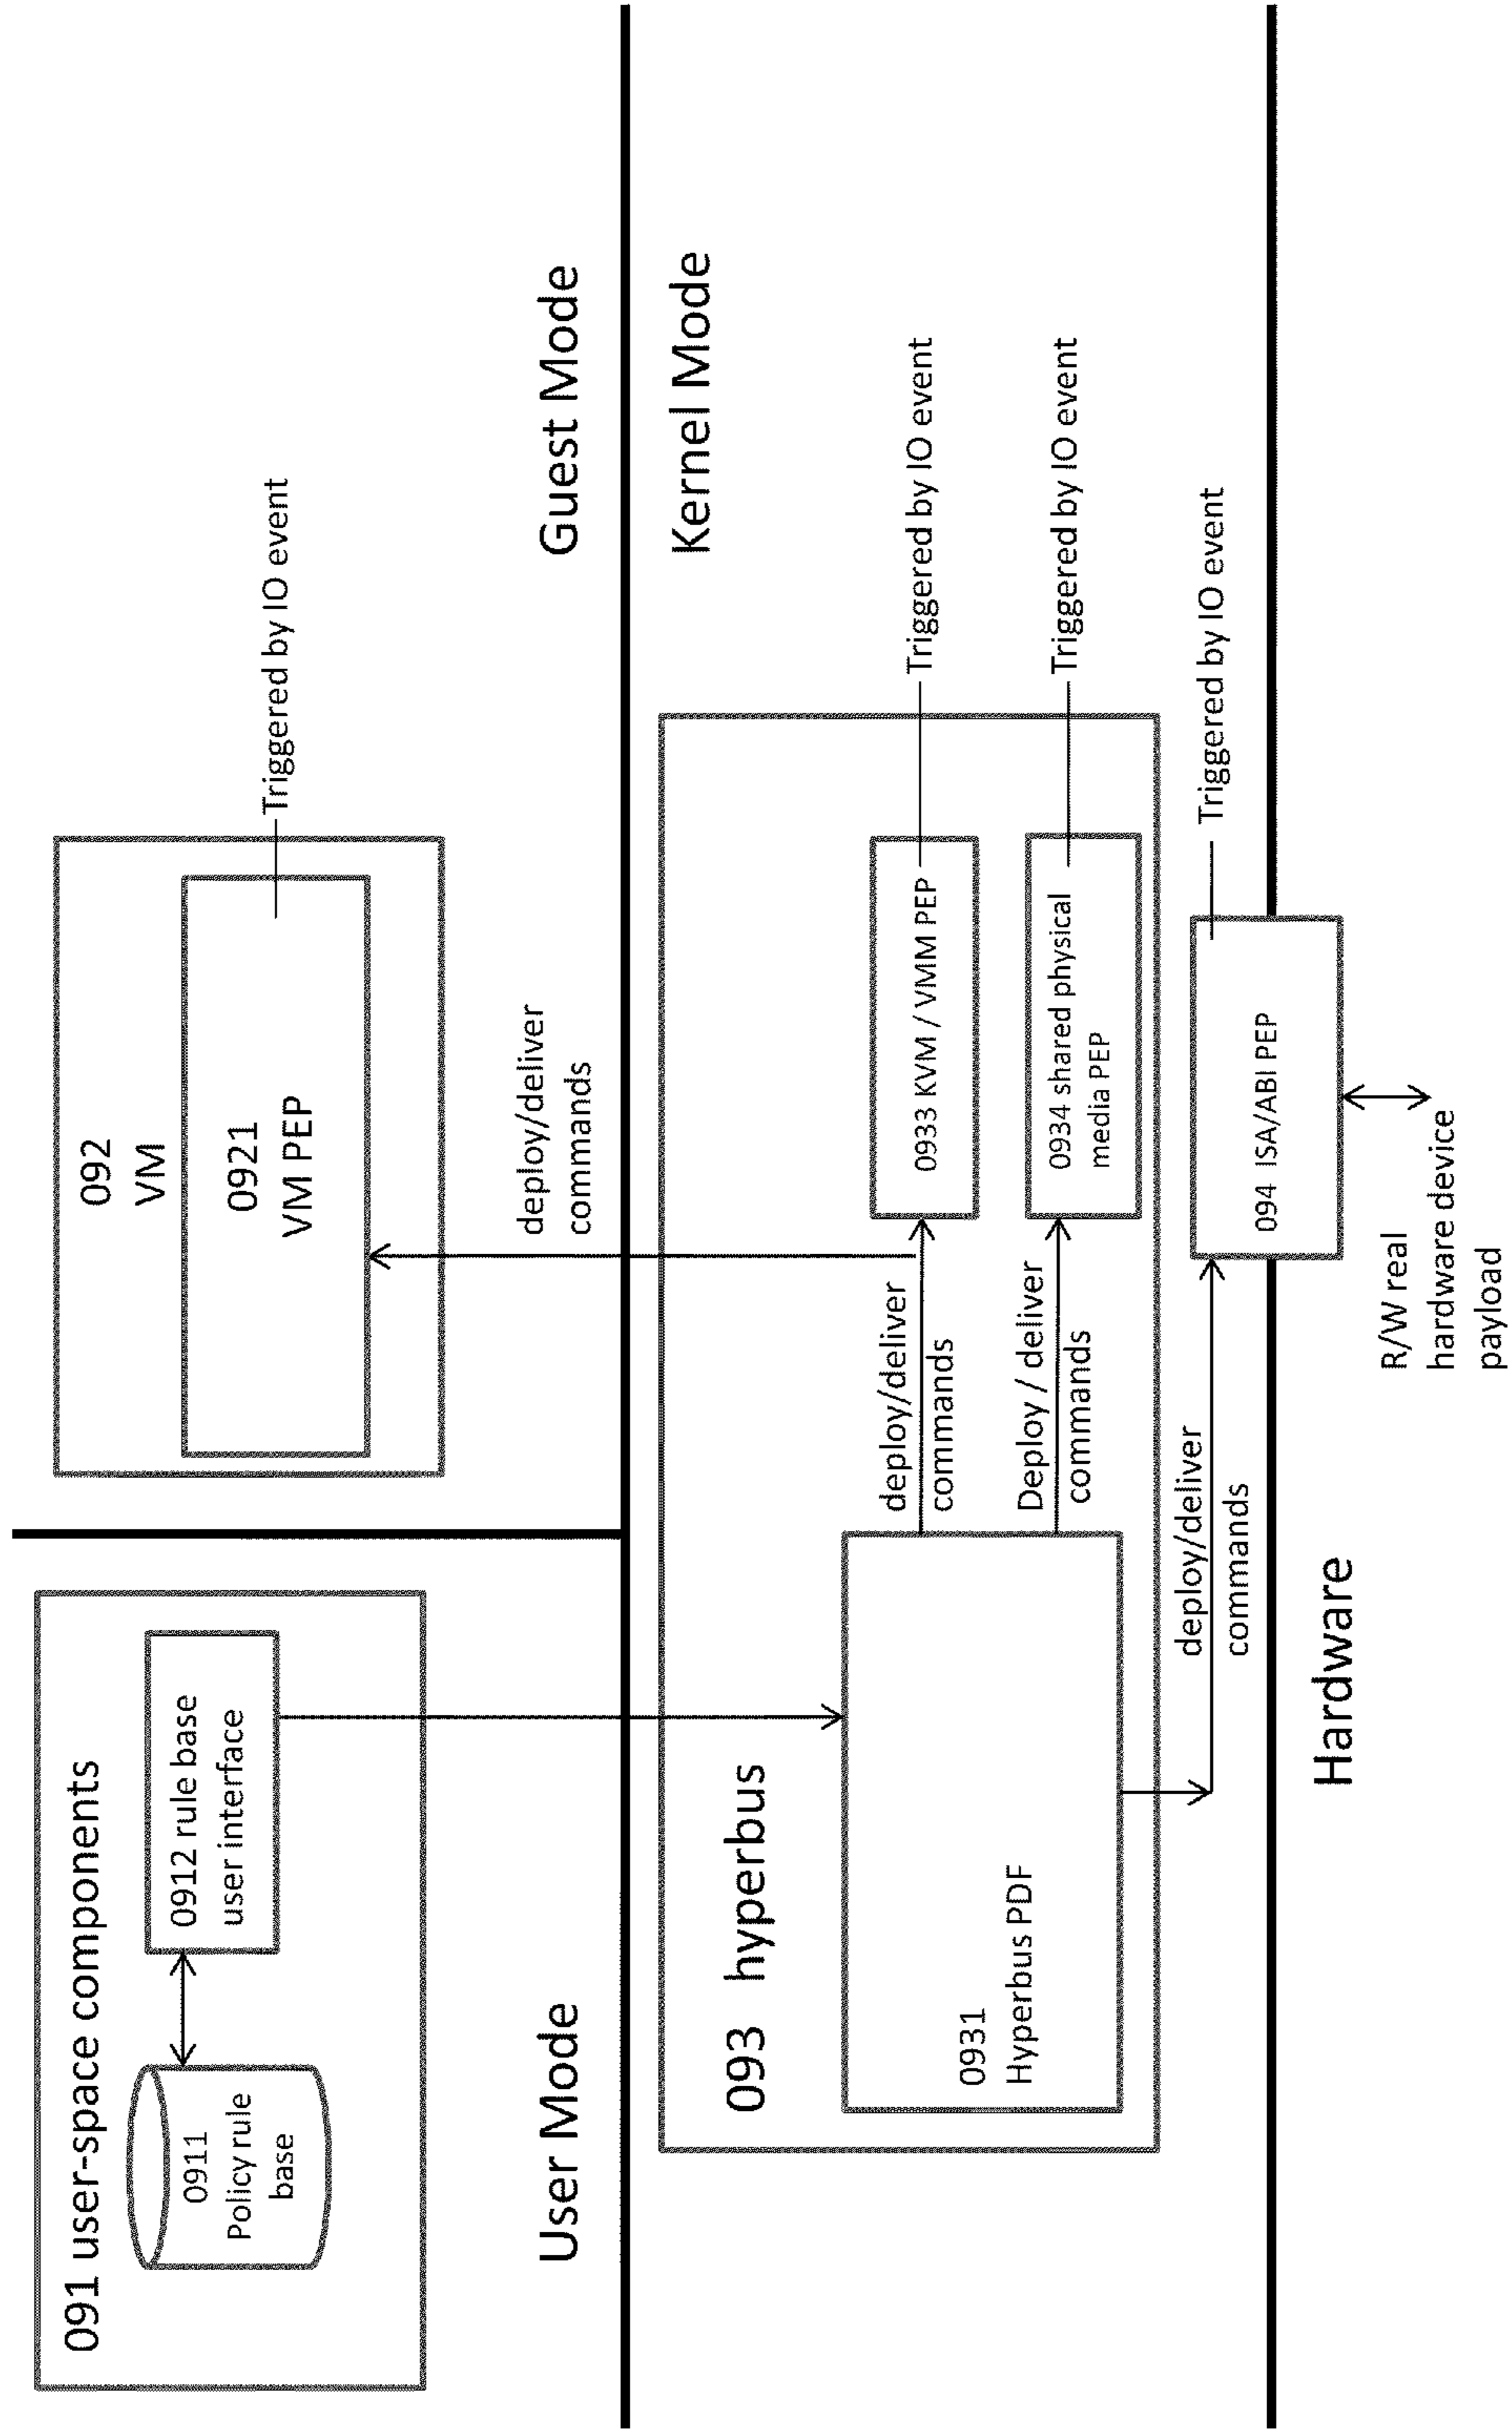 091 user-space components
0911
Policy rule
base
0912 rule base
user interface
User Mode
092
VM
0921
VM PEP
Triggered by IO event
deploy/deliver
commands
Guest Mode
Kernel Mode
093 hyperbus
0931
Hyperbus PDF
deploy/deliver
commands
0933 KVM / VMM PEP
Triggered by IO event
Deploy / deliver
commands
0934 shared physical
media PEP
Triggered by IO event
deploy/deliver
commands
094 ISA/ABI PEP
Triggered by IO event
Hardware
R/W real
hardware device
payload